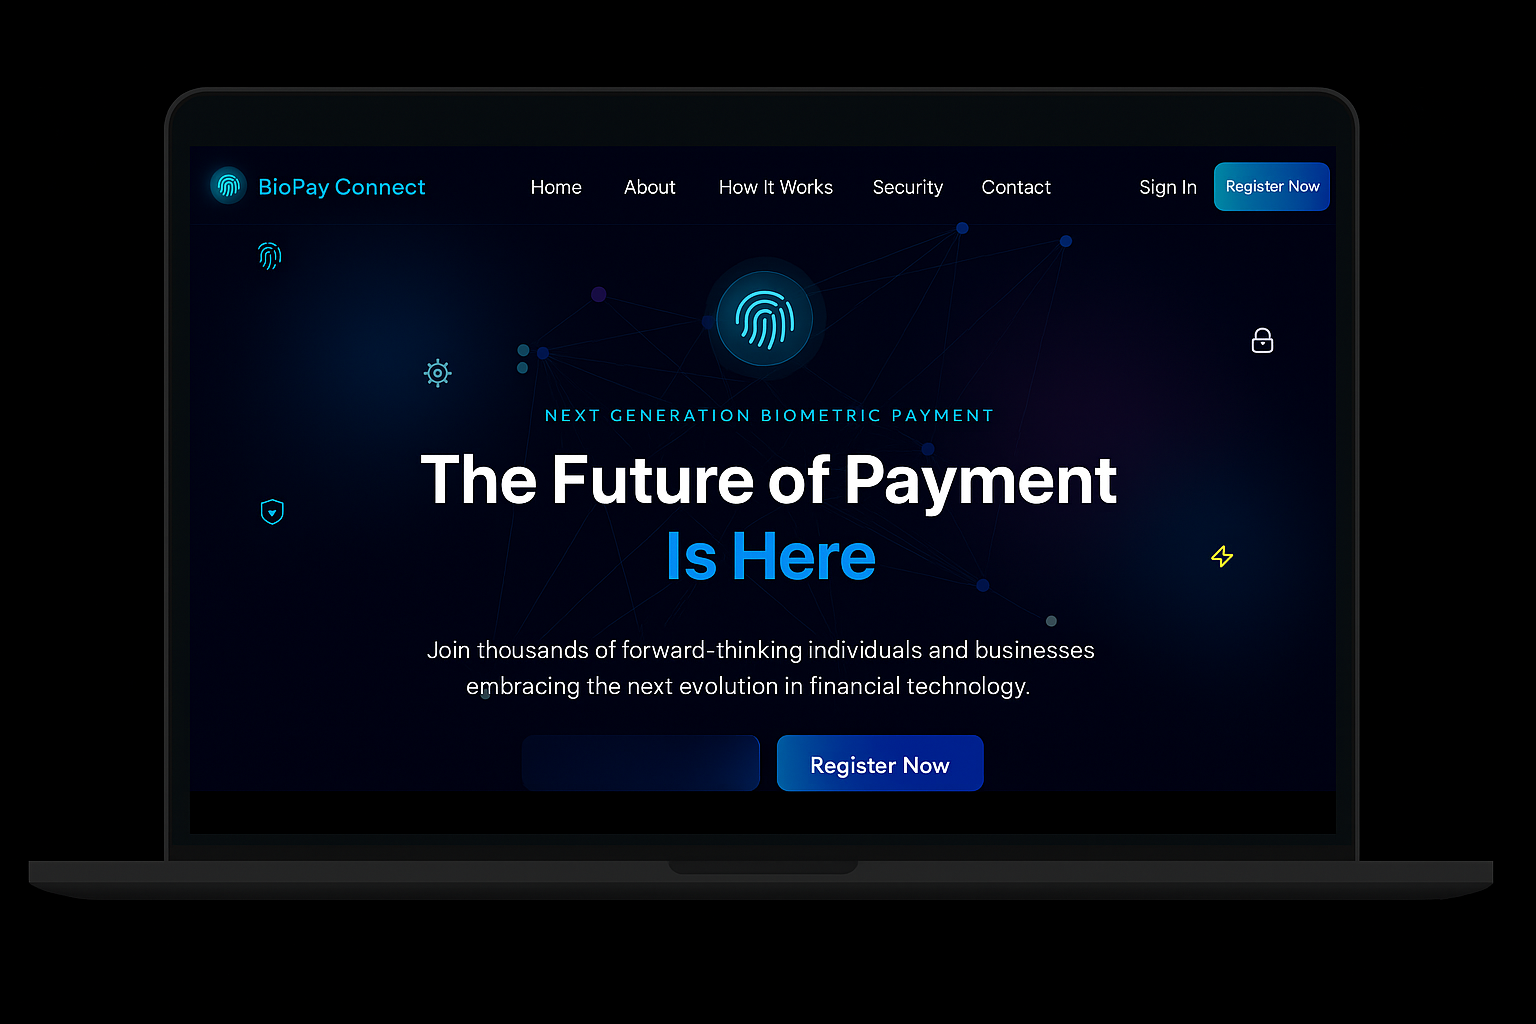 BioPay Connect
Home
About
How It Works
Security
Contact
Sign In
Register Now
NEXT GENERATION BIOMETRIC PAYMENT
The Future of Payment
Is Here
Join thousands of forward-thinking individuals and businesses
embracing the next evolution in financial technology.
Register Now